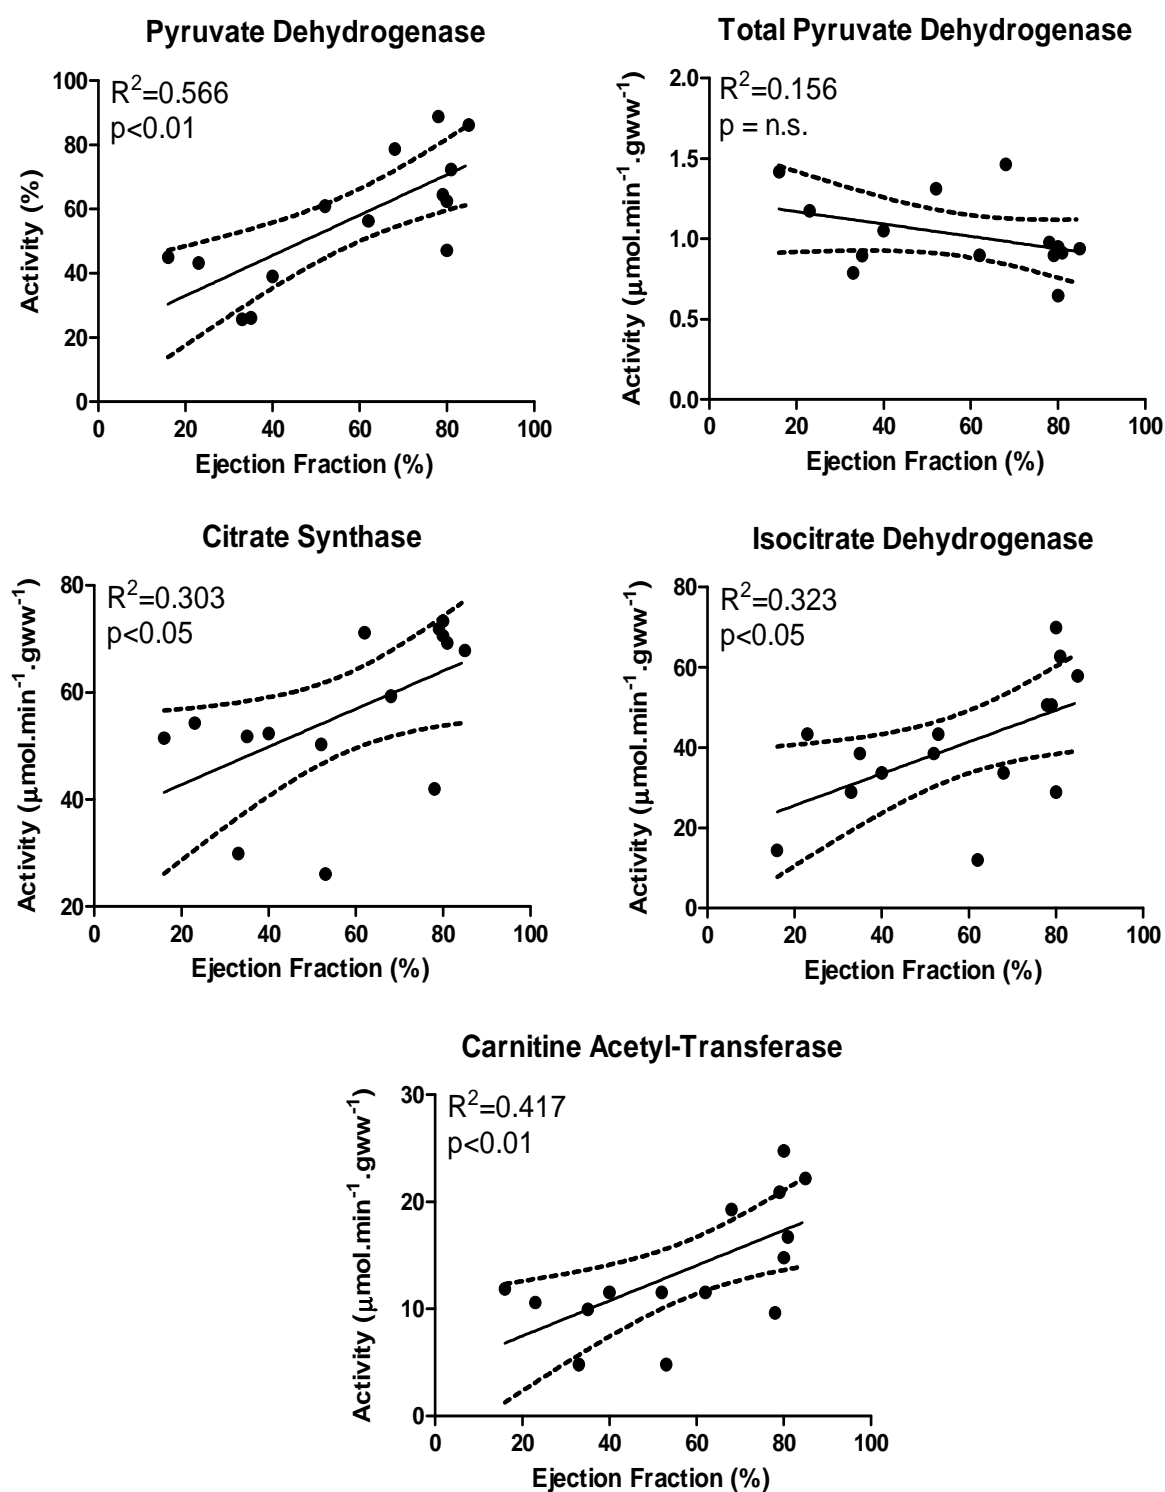 Pyruvate Dehydrogenase
R²=0.566
p<0.01
Activity (%)
100
80
60
40
20
0
0 20 40 60 80 100
Ejection Fraction (%)
Total Pyruvate Dehydrogenase
R²=0.156
p = n.s.
Activity (μmol.min⁻¹.gww⁻¹)
2.0
1.5
1.0
0.5
0.0
0 20 40 60 80 100
Ejection Fraction (%)
Citrate Synthase
R²=0.303
p<0.05
Activity (μmol.min⁻¹.gww⁻¹)
80
60
40
20
0 20 40 60 80 100
Ejection Fraction (%)
Isocitrate Dehydrogenase
R²=0.323
p<0.05
Activity (μmol.min⁻¹.gww⁻¹)
80
60
40
20
0
0 20 40 60 80 100
Ejection Fraction (%)
Carnitine Acetyl-Transferase
R²=0.417
p<0.01
Activity (μmol.min⁻¹.gww⁻¹)
30
20
10
0
0 20 40 60 80 100
Ejection Fraction (%)